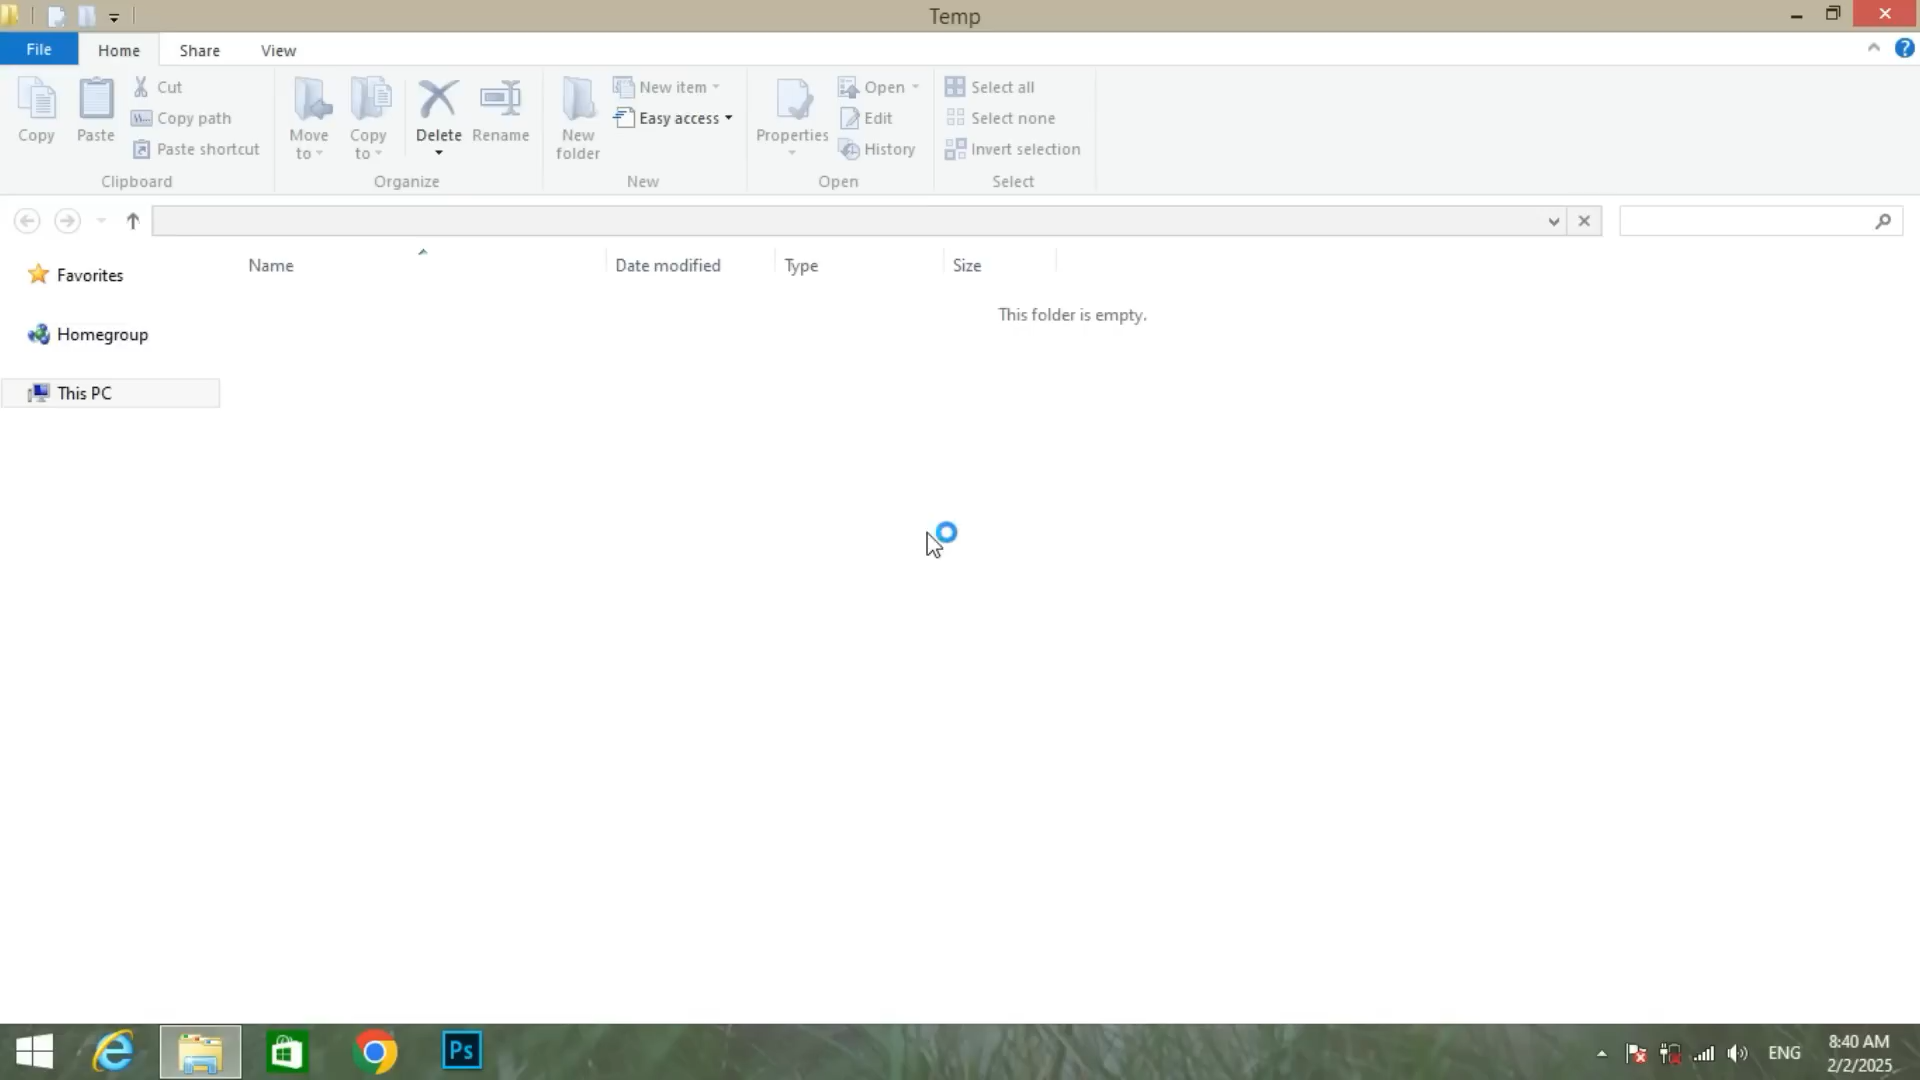 Temp
File Home Share View
Copy
Paste
Cut
Copy path
Paste shortcut
Clipboard
Move to
Copy to
Delete
Rename
Organize
New folder
New item
Easy access
New
Properties
Open
Edit
History
Open
Select all
Select none
Invert selection
Select
Name Date modified Type Size
Favorites
This folder is empty.
Homegroup
This PC
Ps
ENG
8:40 AM
2/2/2025